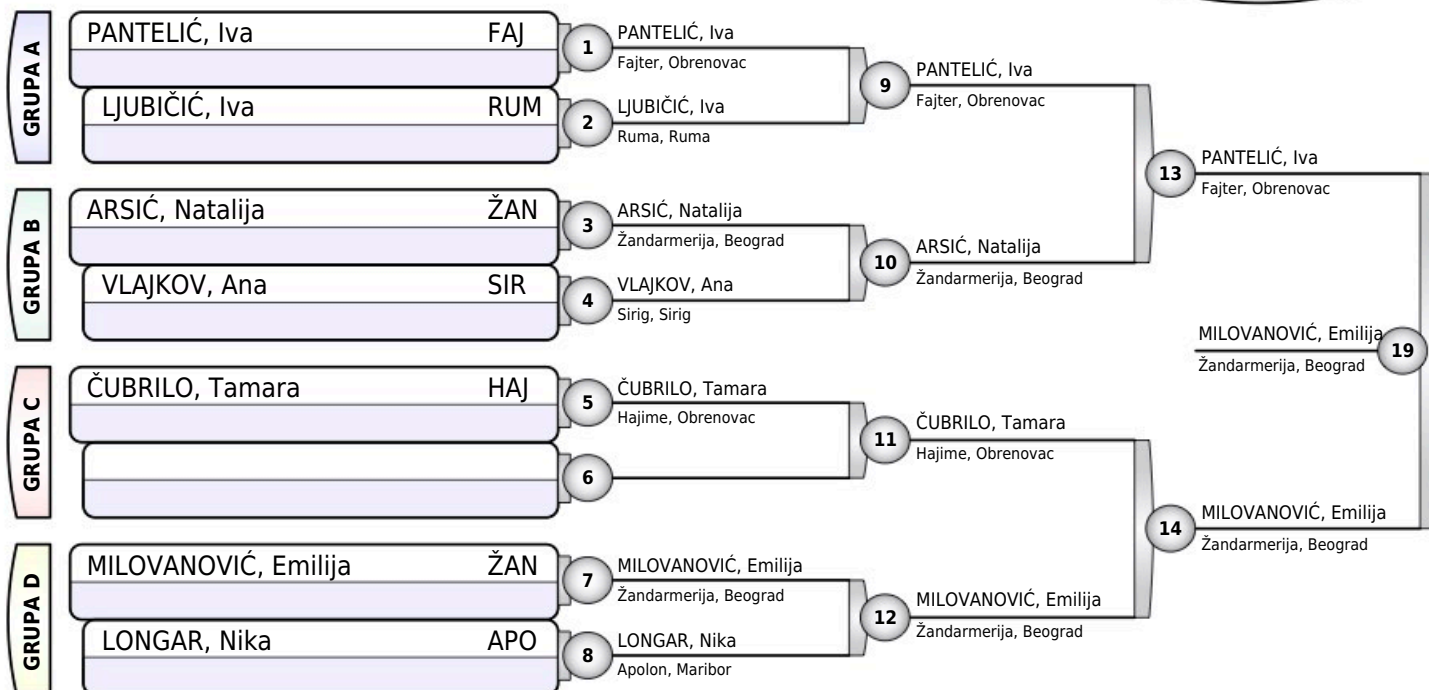 GRUPA A
PANTELIĆ, Iva FAJ
LJUBIČIĆ, Iva RUM
1
PANTELIĆ, Iva
Fajter, Obrenovac
2
LJUBIČIĆ, Iva
Ruma, Ruma
9
PANTELIĆ, Iva
Fajter, Obrenovac
GRUPA B
ARSIĆ, Natalija ŽAN
VLAJKOV, Ana SIR
3
ARSIĆ, Natalija
Žandarmerija, Beograd
4
VLAJKOV, Ana
Sirig, Sirig
10
ARSIĆ, Natalija
Žandarmerija, Beograd
13
PANTELIĆ, Iva
Fajter, Obrenovac
GRUPA C
ČUBRILO, Tamara HAJ
5
ČUBRILO, Tamara
Hajime, Obrenovac
6
11
ČUBRILO, Tamara
Hajime, Obrenovac
GRUPA D
MILOVANOVIĆ, Emilija ŽAN
LONGAR, Nika APO
7
MILOVANOVIĆ, Emilija
Žandarmerija, Beograd
8
LONGAR, Nika
Apolon, Maribor
12
MILOVANOVIĆ, Emilija
Žandarmerija, Beograd
14
MILOVANOVIĆ, Emilija
Žandarmerija, Beograd
MILOVANOVIĆ, Emilija
Žandarmerija, Beograd
19